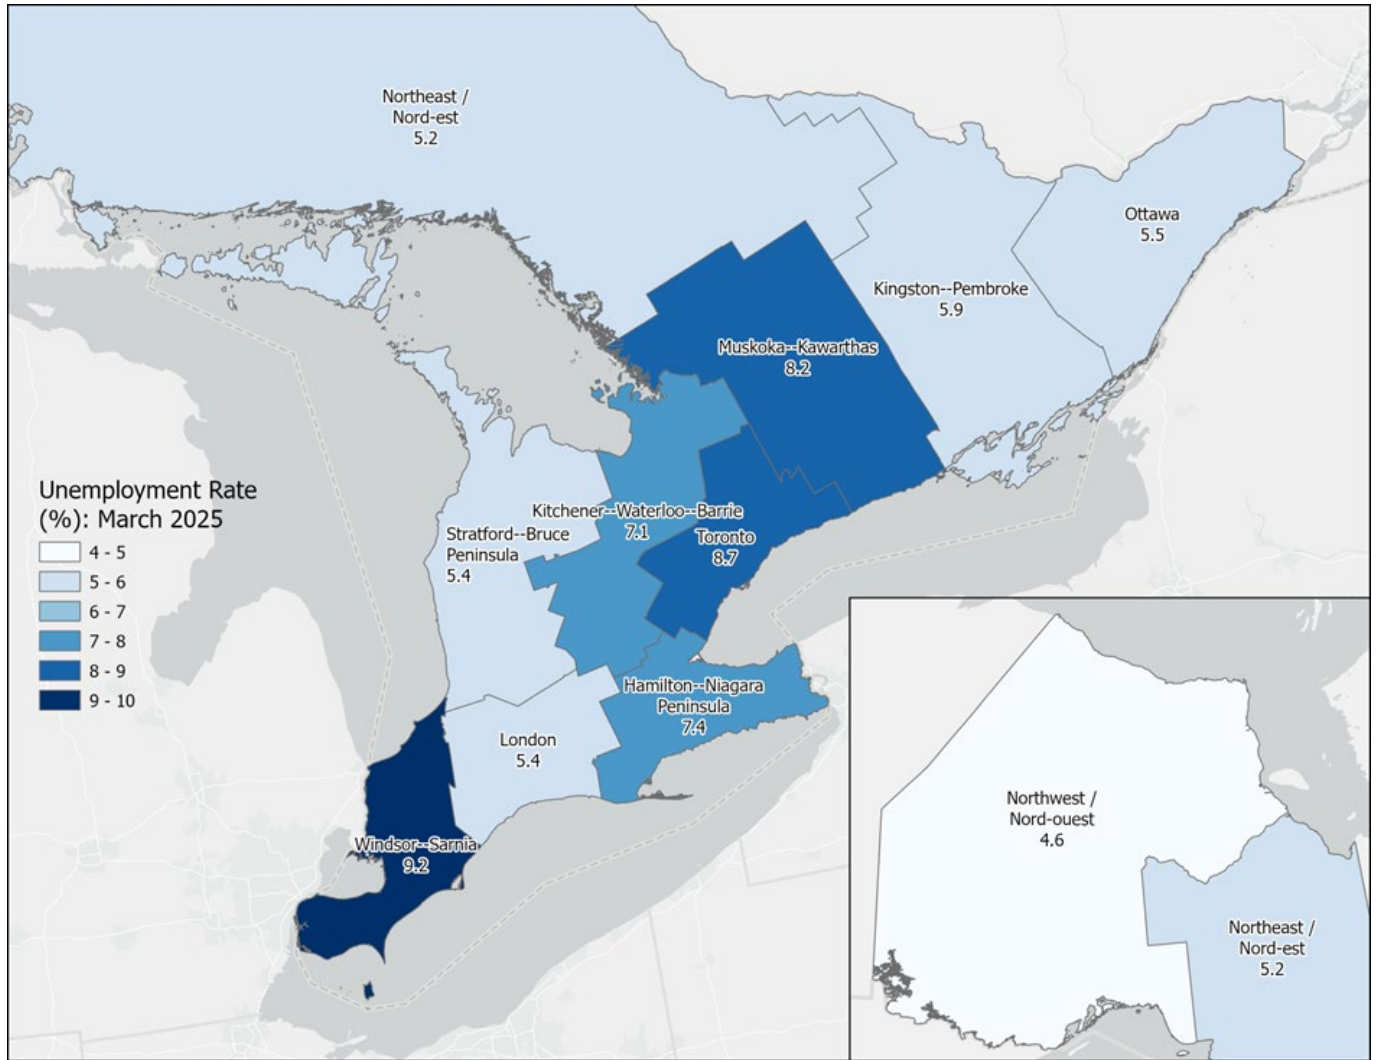 Northeast /
Nord-est
5.2
Ottawa
5.5
Kingston--Pembroke
5.9
Muskoka--Kawarthas
8.2
Unemployment Rate
(%): March 2025
4 - 5
5 - 6
6 - 7
7 - 8
8 - 9
9 - 10
Kitchener--Waterloo--Barrie
7.1
Stratford--Bruce
Peninsula
5.4
Toronto
8.7
Hamilton--Niagara
Peninsula
7.4
London
5.4
Windsor--Sarnia
9.2
Northwest /
Nord-ouest
4.6
Northeast /
Nord-est
5.2